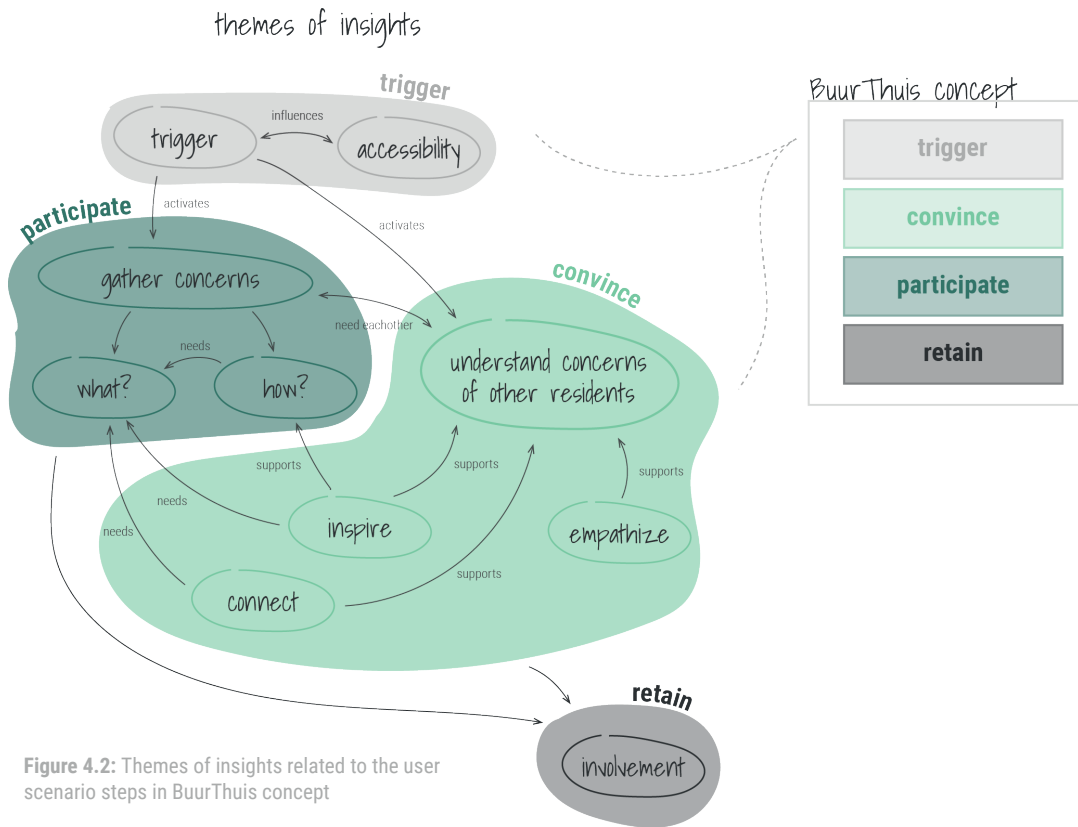 themes of insights
trigger
trigger
influences
accessibility
activates
activates
participate
gather concerns
what?
needs
how?
need eachother
convince
understand concerns
of other residents
supports
supports
supports
needs
needs
inspire
empathize
connect
supports
retain
involvement
BuurThuis concept
trigger
convince
participate
retain
Figure 4.2: Themes of insights related to the user
scenario steps in BuurThuis concept